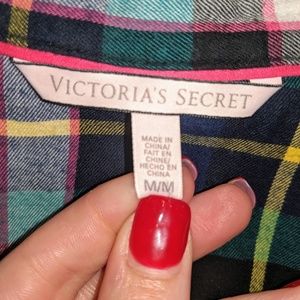 VICTORIA'S SECRET
MADE IN
CHINA/
FAIT EN
CHINE/
HECHO EN
CHINA
M/M